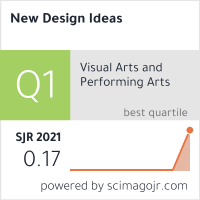 New Design Ideas
Q1
Visual Arts and
Performing Arts
best quartile
SJR 2021
0.17
powered by scimagojr.com